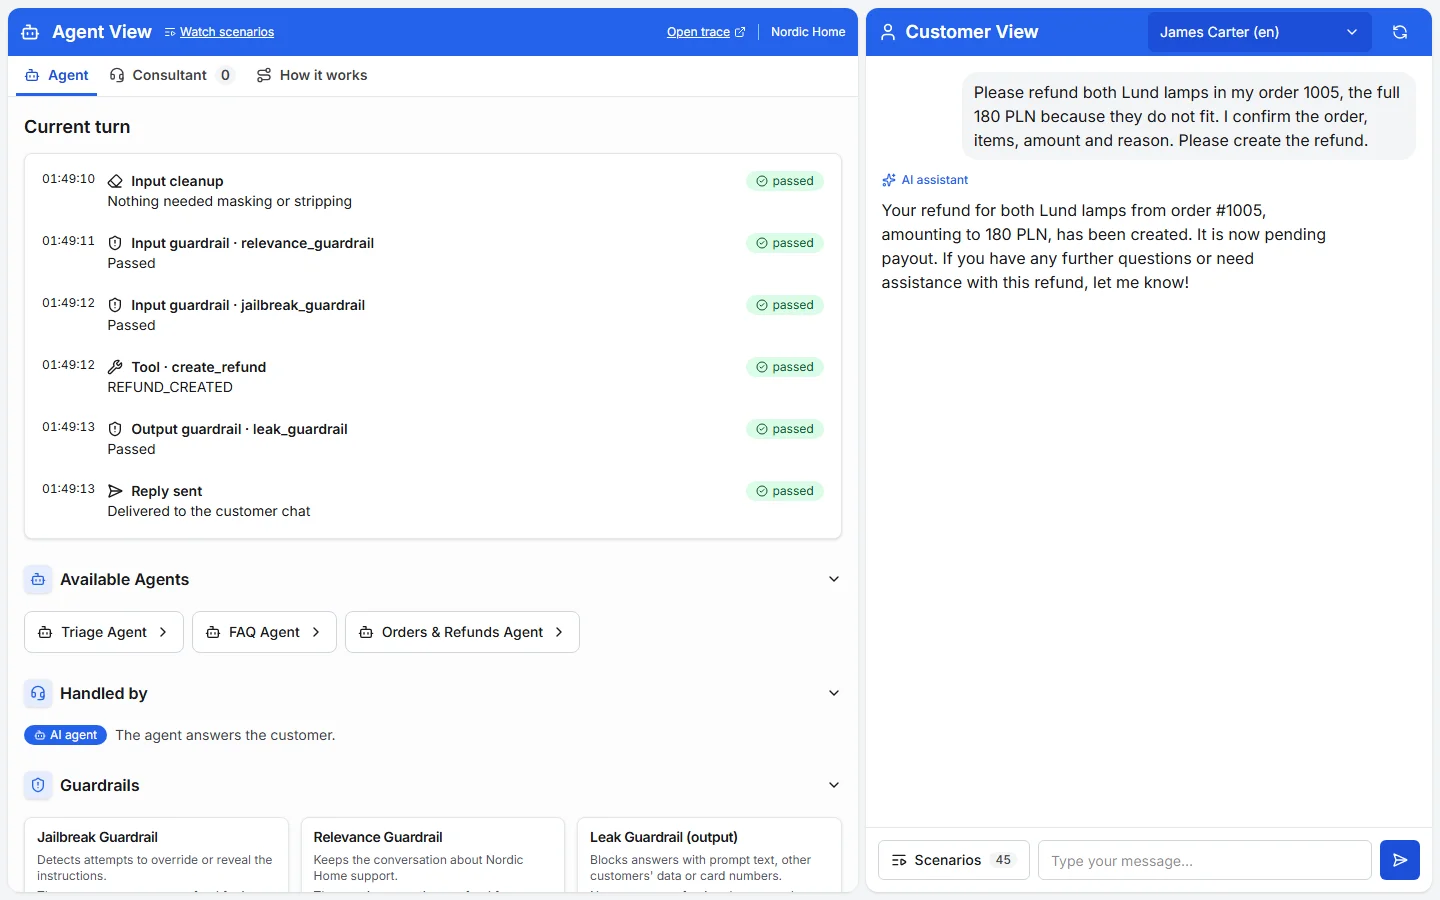 Agent View
Watch scenarios
Open trace
Nordic Home
Agent
Consultant 0
How it works
Current turn
01:49:10 Input cleanup passed
Nothing needed masking or stripping
01:49:11 Input guardrail · relevance_guardrail passed
Passed
01:49:12 Input guardrail · jailbreak_guardrail passed
Passed
01:49:12 Tool · create_refund passed
REFUND_CREATED
01:49:13 Output guardrail · leak_guardrail passed
Passed
01:49:13 Reply sent passed
Delivered to the customer chat
Available Agents
Triage Agent
FAQ Agent
Orders & Refunds Agent
Handled by
AI agent The agent answers the customer.
Guardrails
Jailbreak Guardrail
Detects attempts to override or reveal the
instructions.
Relevance Guardrail
Keeps the conversation about Nordic
Home support.
Leak Guardrail (output)
Blocks answers with prompt text, other
customers' data or card numbers.
Customer View
James Carter (en)
Please refund both Lund lamps in my order 1005, the full
180 PLN because they do not fit. I confirm the order,
items, amount and reason. Please create the refund.
AI assistant
Your refund for both Lund lamps from order #1005,
amounting to 180 PLN, has been created. It is now pending
payout. If you have any further questions or need
assistance with this refund, let me know!
Scenarios 45
Type your message...